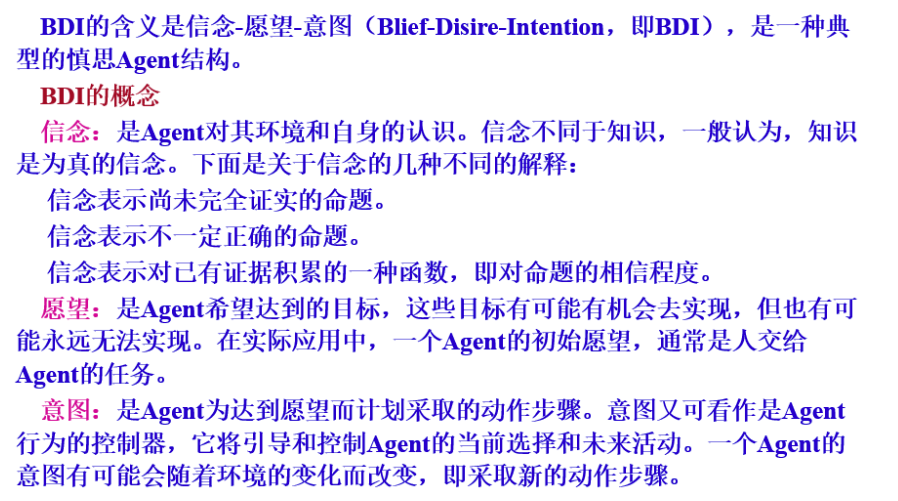 BDI的含义是信念-愿望-意图（Blief-Disire-Intention，即BDI），是一种典
型的慎思Agent结构。
BDI的概念
信念：是Agent对其环境和自身的认识。信念不同于知识，一般认为，知识
是为真的信念。下面是关于信念的几种不同的解释：
信念表示尚未完全证实的命题。
信念表示不一定正确的命题。
信念表示对已有证据积累的一种函数，即对命题的相信程度。
愿望：是Agent希望达到的目标，这些目标有可能有机会去实现，但也有可
能永远无法实现。在实际应用中，一个Agent的初始愿望，通常是人交给
Agent的任务。
意图：是Agent为达到愿望而计划采取的动作步骤。意图又可看作是Agent
行为的控制器，它将引导和控制Agent的当前选择和未来活动。一个Agent的
意图有可能会随着环境的变化而改变，即采取新的动作步骤。